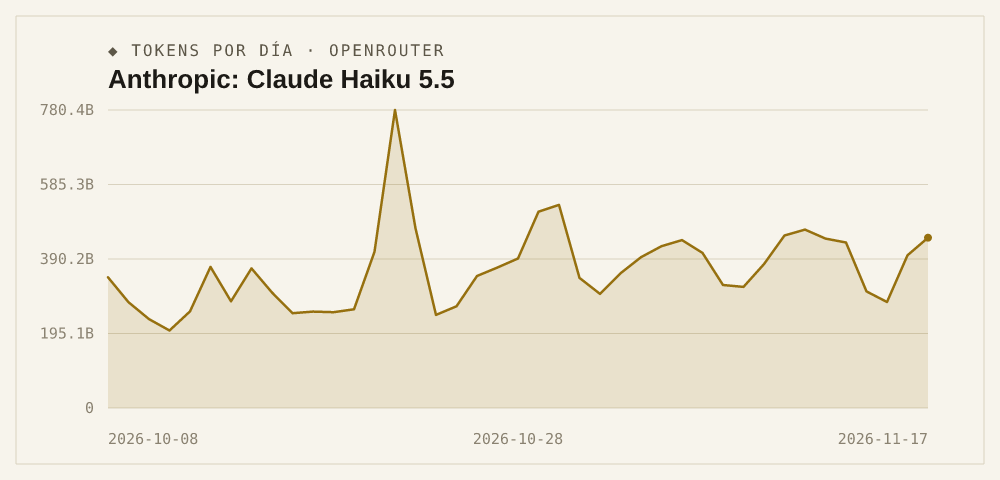 ◆ TOKENS POR DÍA · OPENROUTER
Anthropic: Claude Haiku 5.5
780.4B
585.3B
390.2B
195.1B
0
2026-10-08 2026-10-28 2026-11-17